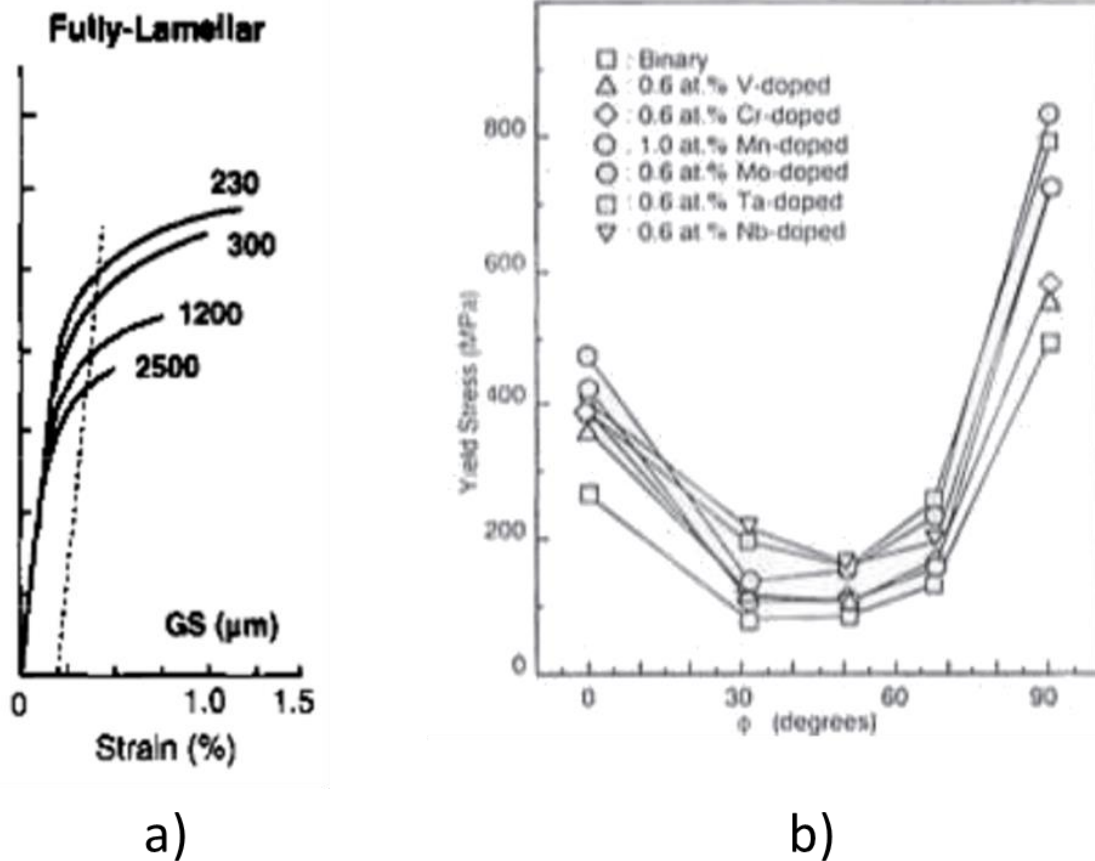 Fully-Lamellar
230
300
1200
2500
GS (μm)
0
1.0
1.5
Strain (%)
a)
□ : Binary
△ : 0.6 at.% V-doped
◇ : 0.6 at.% Cr-doped
○ : 1.0 at.% Mn-doped
○ : 0.6 at.% Mo-doped
□ : 0.6 at.% Ta-doped
▽ : 0.6 at % Nb-doped
800
600
400
200
0
Yield Stress (MPa)
0
30
60
90
ϕ (degrees)
b)